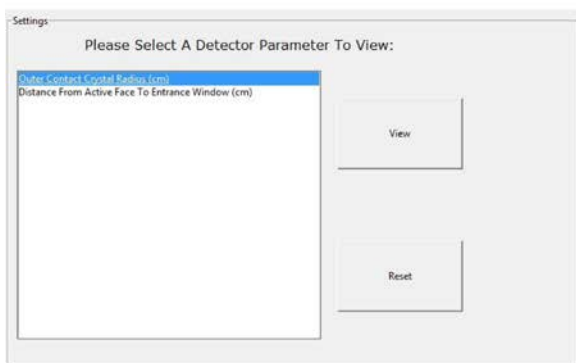 Settings
Please Select A Detector Parameter To View:
Outer Contact Crystal Radius (cm)
Distance From Active Face To Entrance Window (cm)
View
Reset